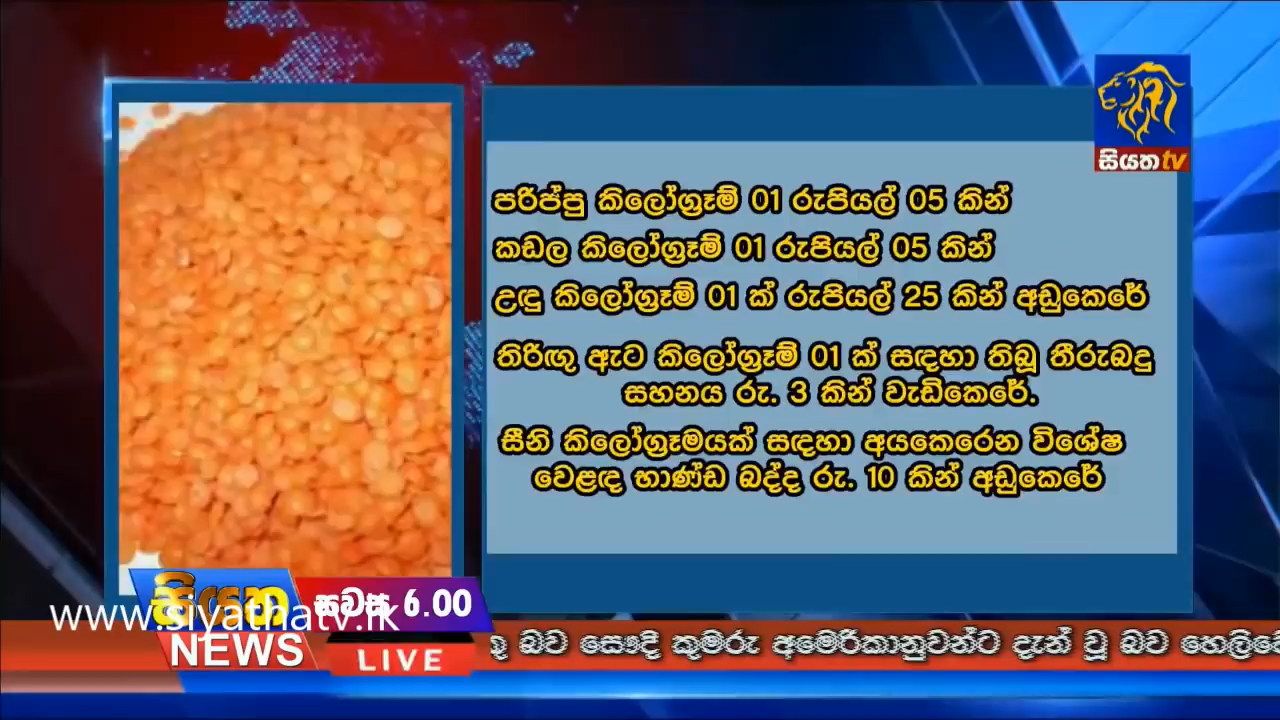 සියත tv
පරිප්පු කිලෝග්‍රෑම් 01 රුපියල් 05 කින්
කඩල කිලෝග්‍රෑම් 01 රුපියල් 05 කින්
උඳු කිලෝග්‍රෑම් 01 ක් රුපියල් 25 කින් අඩුකෙරේ
තිරිඟු ඇට කිලෝග්‍රෑම් 01 ක් සඳහා තිබූ තීරුබදු
සහනය රු. 3 කින් වැඩිකෙරේ.
සීනි කිලෝග්‍රෑමයක් සඳහා අයකෙරෙන විශේෂ
වෙළඳ භාණ්ඩ බද්ද රු. 10 කින් අඩුකෙරේ
සියත සවස 6.00
www.siyathatv.lk
NEWS LIVE
බව සෞදි කුමරු අමෙරිකානුවන්ට දැන් වූ බව